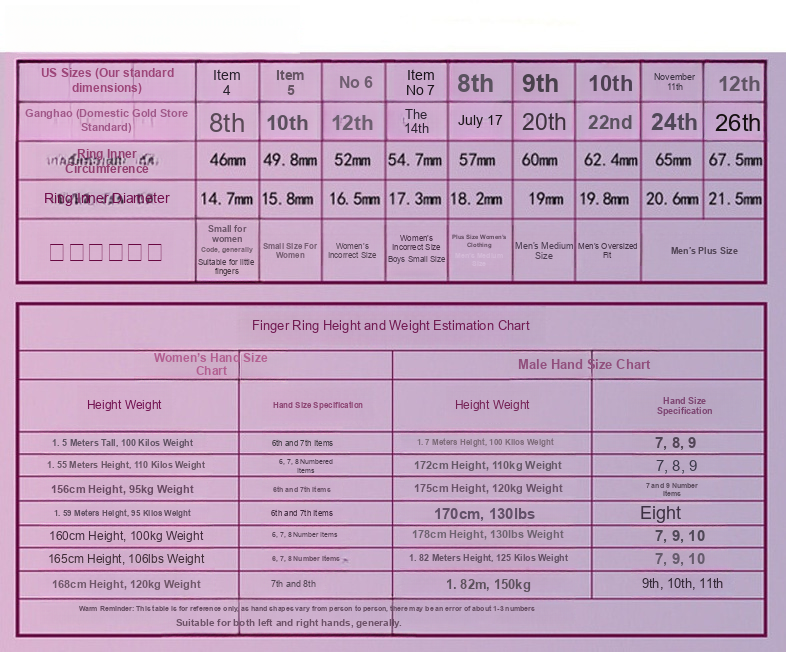 US Sizes (Our standard
dimensions)
Item
4
Item
5
No 6
Item
No 7
8th
9th
10th
November
11th
12th
Ganghao (Domestic Gold Store
Standard)
8th
10th
12th
The
14th
July 17
20th
22nd
24th
26th
Ring Inner
Circumference
46mm
49. 8mm
52mm
54. 7mm
57mm
60mm
62. 4mm
65mm
67. 5mm
Ring Inner Diameter
14. 7mm
15. 8mm
16. 5mm
17. 3mm
18. 2mm
19mm
19. 8mm
20. 6mm
21. 5mm
Small for
women
Code, generally
Suitable for little
fingers
Small Size For
Women
Women's
Incorrect Size
Women's
Incorrect Size
Boys Small Size
Plus Size Women's
Clothing
Men's Medium
Size
Men's Medium
Size
Men's Oversized
Fit
Men's Plus Size
Finger Ring Height and Weight Estimation Chart
Women's Hand Size
Chart
Male Hand Size Chart
Height Weight
Hand Size Specification
Height Weight
Hand Size
Specification
1. 5 Meters Tall, 100 Kilos Weight
6th and 7th Items
1. 7 Meters Height, 100 Kilos Weight
7, 8, 9
1. 55 Meters Height, 110 Kilos Weight
6, 7, 8 Numbered
Items
172cm Height, 110kg Weight
7, 8, 9
156cm Height, 95kg Weight
6th and 7th Items
175cm Height, 120kg Weight
7 and 9 Number
Items
1. 59 Meters Height, 95 Kilos Weight
6th and 7th Items
170cm, 130lbs
Eight
160cm Height, 100kg Weight
6, 7, 8 Number Items
178cm Height, 130lbs Weight
7, 9, 10
165cm Height, 106lbs Weight
6, 7, 8 Number Items
1. 82 Meters Height, 125 Kilos Weight
7, 9, 10
168cm Height, 120kg Weight
7th and 8th
1. 82m, 150kg
9th, 10th, 11th
Warm Reminder: This table is for reference only, as hand shapes vary from person to person, there may be an error of about 1-3 numbers
Suitable for both left and right hands, generally.